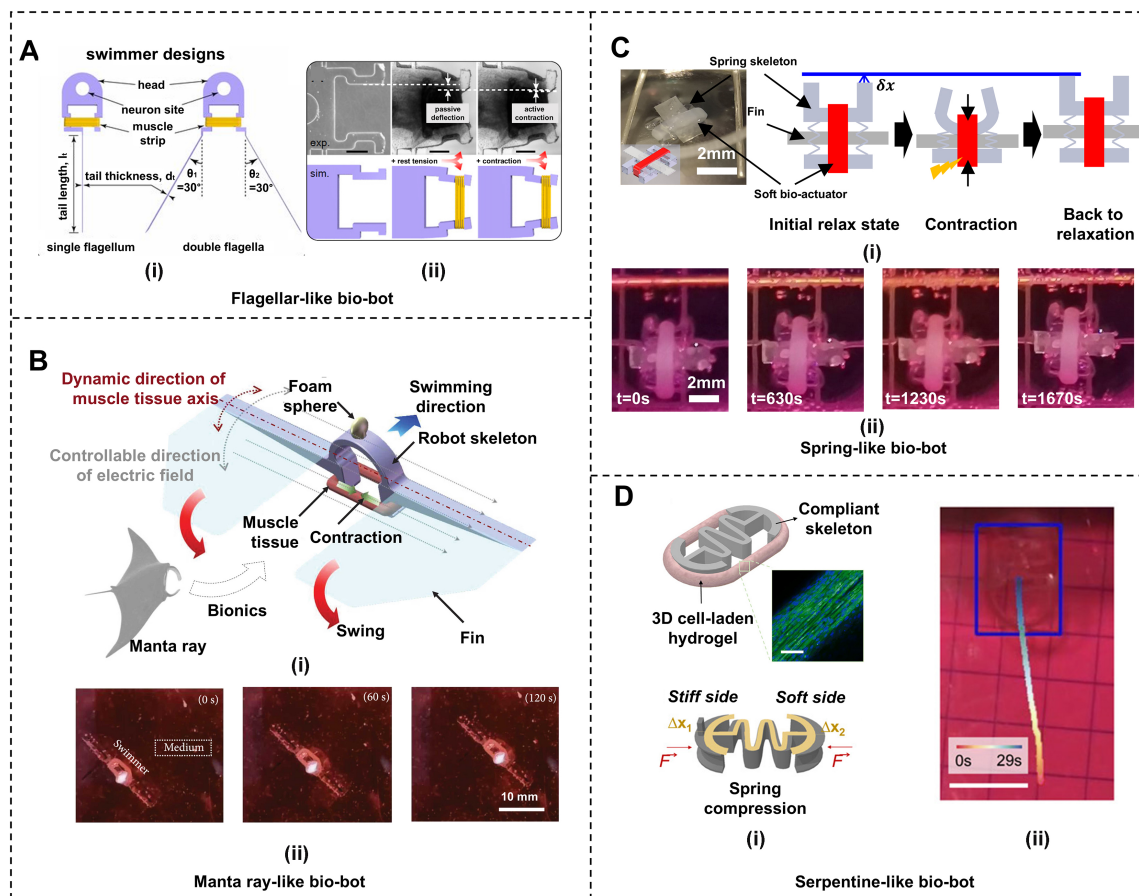 A
swimmer designs
head
neuron site
muscle
strip
tail length, lₜ
tail thickness, dₜ
θ₁
=30°
θ₂
=30°
single flagellum
double flagella
(i)
exp.
passive
deflection
active
contraction
sim.
+ rest tension
+ contraction
(ii)
Flagellar-like bio-bot
B
Dynamic direction of
muscle tissue axis
Foam
sphere
Swimming
direction
Robot skeleton
Controllable direction
of electric field
Muscle
tissue
Contraction
Bionics
Manta ray
Swing
Fin
(i)
(0 s)
Swimmer
Medium
(60 s)
(120 s)
10 mm
(ii)
Manta ray-like bio-bot
C
Spring skeleton
Fin
2mm
Soft bio-actuator
δx
Initial relax state
Contraction
Back to
relaxation
(i)
t=0s
2mm
t=630s
t=1230s
t=1670s
(ii)
Spring-like bio-bot
D
Compliant
skeleton
3D cell-laden
hydrogel
Stiff side
Soft side
Δx₁
Δx₂
F
F
Spring
compression
(i)
0s
29s
(ii)
Serpentine-like bio-bot